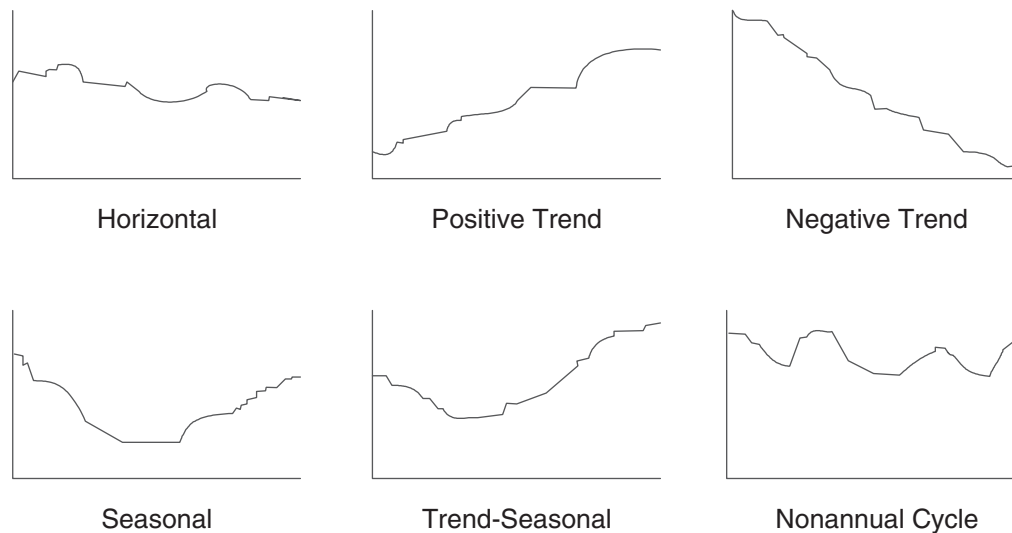 Horizontal
Positive Trend
Negative Trend
Seasonal
Trend-Seasonal
Nonannual Cycle